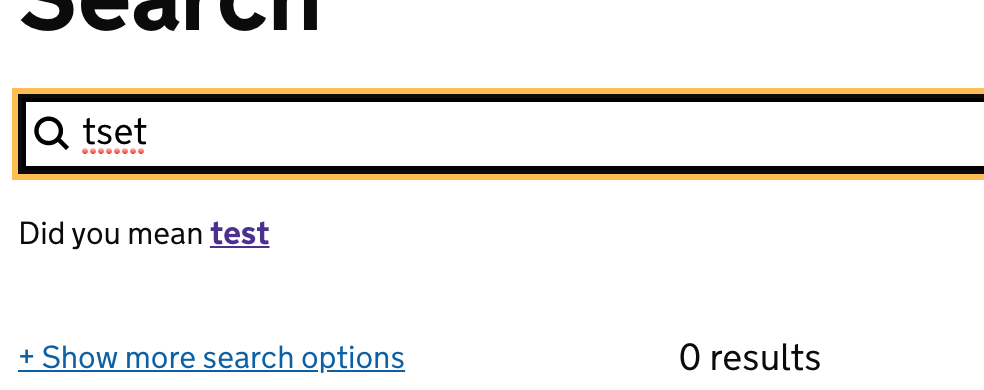 Search
tset
Did you mean test
+ Show more search options
0 results